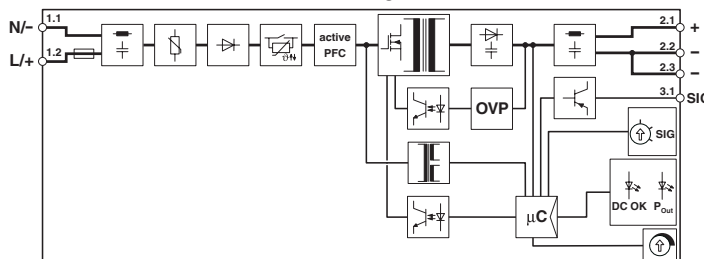 N/-
1.1
L/+
1.2
active
PFC
2.1
+
2.2
−
2.3
−
OVP
3.1
SIG
SIG
µC
DC OK
P Out
ϑ